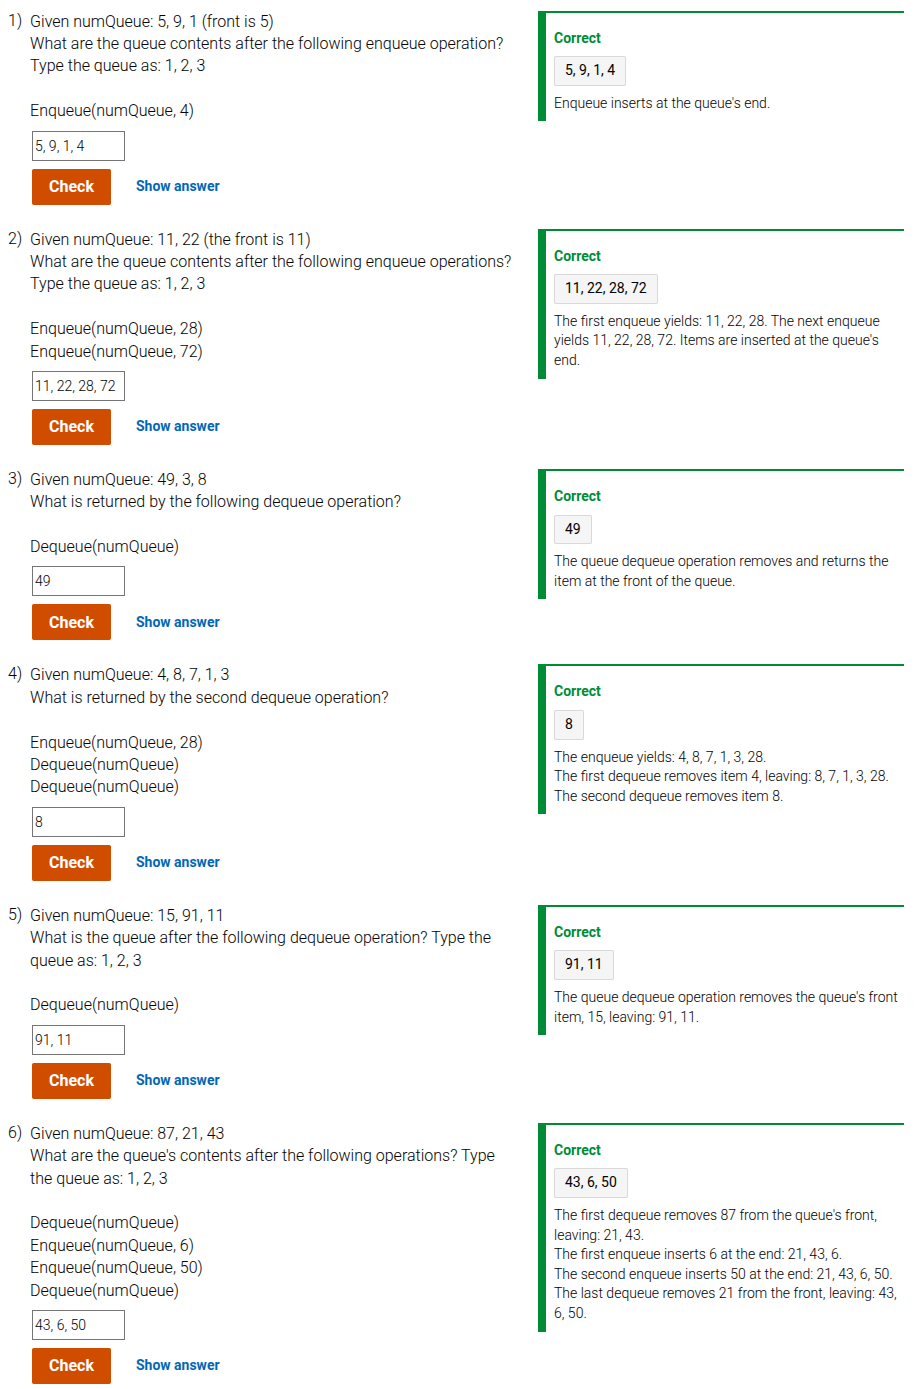 1) Given numQueue: 5, 9, 1 (front is 5)
What are the queue contents after the following enqueue operation?
Type the queue as: 1, 2, 3
Enqueue(numQueue, 4)
5, 9, 1, 4
Check Show answer
Correct
5, 9, 1, 4
Enqueue inserts at the queue's end.
2) Given numQueue: 11, 22 (the front is 11)
What are the queue contents after the following enqueue operations?
Type the queue as: 1, 2, 3
Enqueue(numQueue, 28)
Enqueue(numQueue, 72)
11, 22, 28, 72
Check Show answer
Correct
11, 22, 28, 72
The first enqueue yields: 11, 22, 28. The next enqueue
yields 11, 22, 28, 72. Items are inserted at the queue's
end.
3) Given numQueue: 49, 3, 8
What is returned by the following dequeue operation?
Dequeue(numQueue)
49
Check Show answer
Correct
49
The queue dequeue operation removes and returns the
item at the front of the queue.
4) Given numQueue: 4, 8, 7, 1, 3
What is returned by the second dequeue operation?
Enqueue(numQueue, 28)
Dequeue(numQueue)
Dequeue(numQueue)
8
Check Show answer
Correct
8
The enqueue yields: 4, 8, 7, 1, 3, 28.
The first dequeue removes item 4, leaving: 8, 7, 1, 3, 28.
The second dequeue removes item 8.
5) Given numQueue: 15, 91, 11
What is the queue after the following dequeue operation? Type the
queue as: 1, 2, 3
Dequeue(numQueue)
91, 11
Check Show answer
Correct
91, 11
The queue dequeue operation removes the queue's front
item, 15, leaving: 91, 11.
6) Given numQueue: 87, 21, 43
What are the queue's contents after the following operations? Type
the queue as: 1, 2, 3
Dequeue(numQueue)
Enqueue(numQueue, 6)
Enqueue(numQueue, 50)
Dequeue(numQueue)
43, 6, 50
Check Show answer
Correct
43, 6, 50
The first dequeue removes 87 from the queue's front,
leaving: 21, 43.
The first enqueue inserts 6 at the end: 21, 43, 6.
The second enqueue inserts 50 at the end: 21, 43, 6, 50.
The last dequeue removes 21 from the front, leaving: 43,
6, 50.